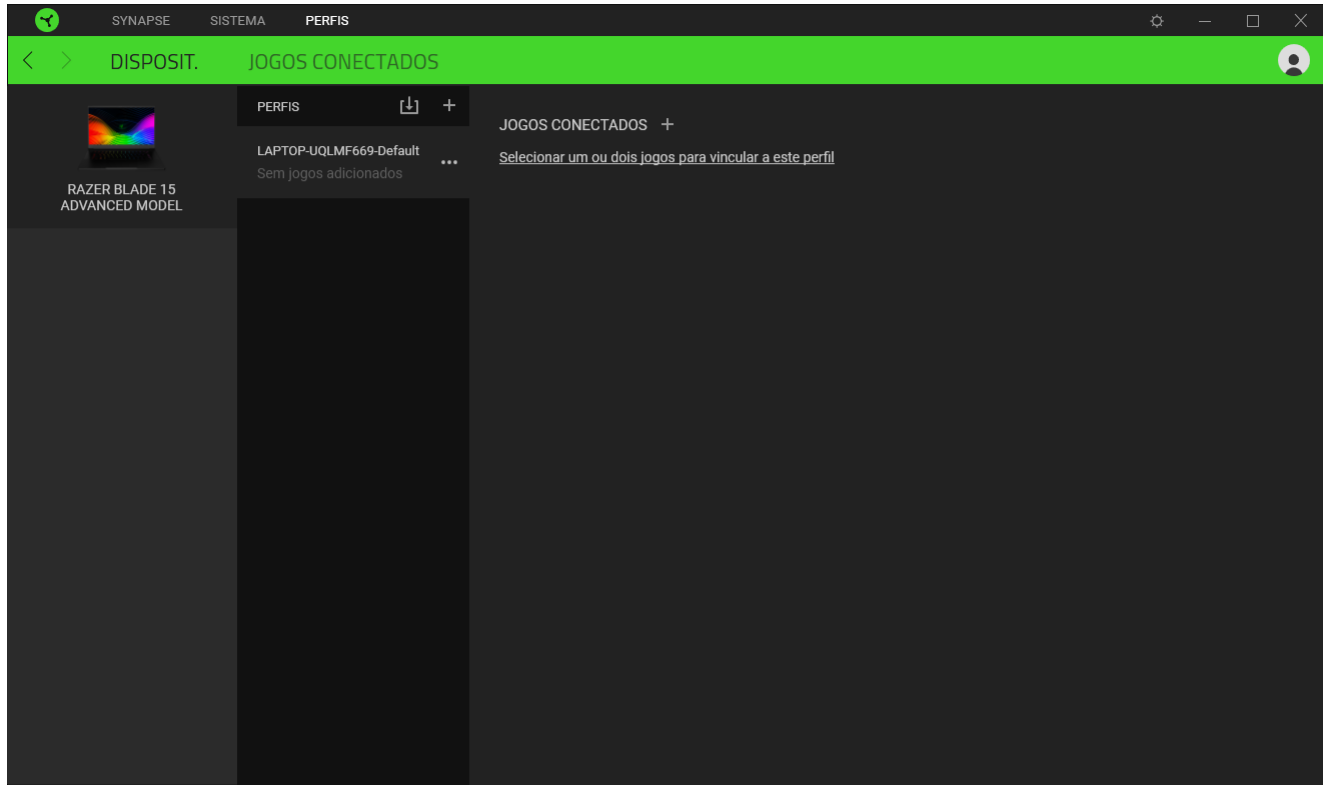 SYNAPSE SISTEMA PERFIS
DISPOSIT. JOGOS CONECTADOS
RAZER BLADE 15
ADVANCED MODEL
PERFIS
LAPTOP-UQLMF669-Default
Sem jogos adicionados
JOGOS CONECTADOS
Selecionar um ou dois jogos para vincular a este perfil